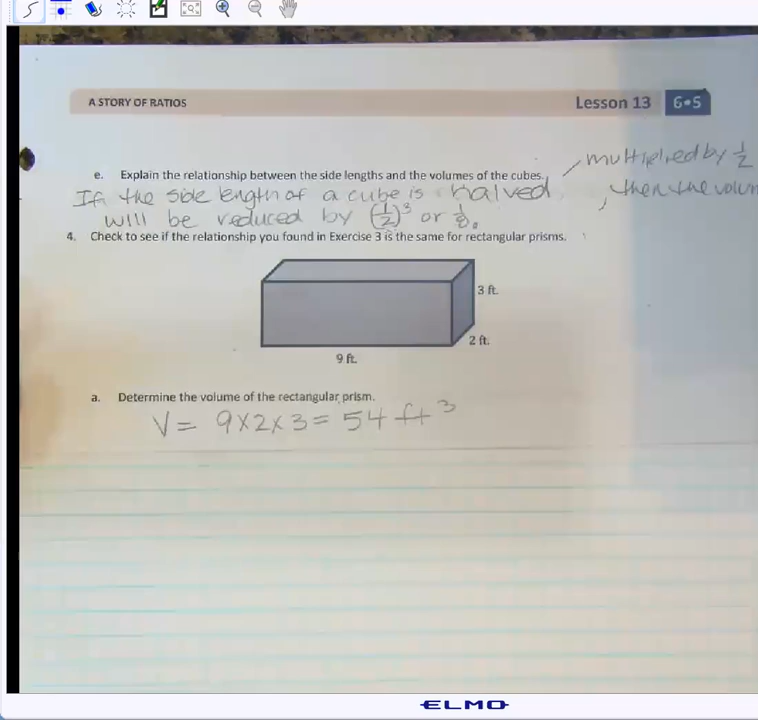 A STORY OF RATIOS
Lesson 13 6•5
e. Explain the relationship between the side lengths and the volumes of the cubes.
multiplied by 1/2
If the side length of a cube is halved
, then the volum
will be reduced by (1/2)³ or 1/8.
4. Check to see if the relationship you found in Exercise 3 is the same for rectangular prisms.
3 ft.
2 ft.
9 ft.
a. Determine the volume of the rectangular prism.
V = 9×2×3 = 54 ft³
ELMO